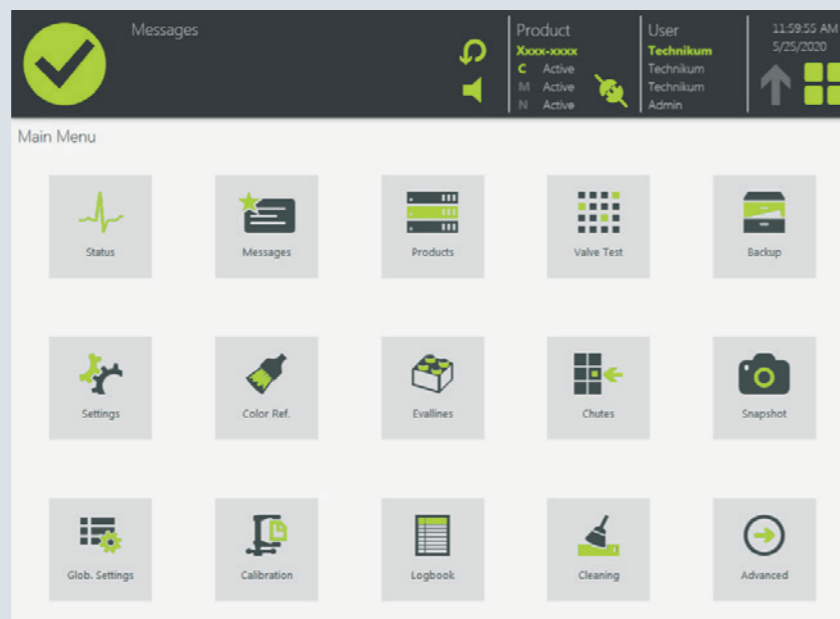 Messages
Product
Xxxx-xxxx
C Active
M Active
N Active
User
Technikum
Technikum
Technikum
Admin
11:59:55 AM
5/25/2020
Main Menu
Status
Messages
Products
Valve Test
Backup
Settings
Color Ref.
Evallines
Chutes
Snapshot
Glob. Settings
Calibration
Logbook
Cleaning
Advanced